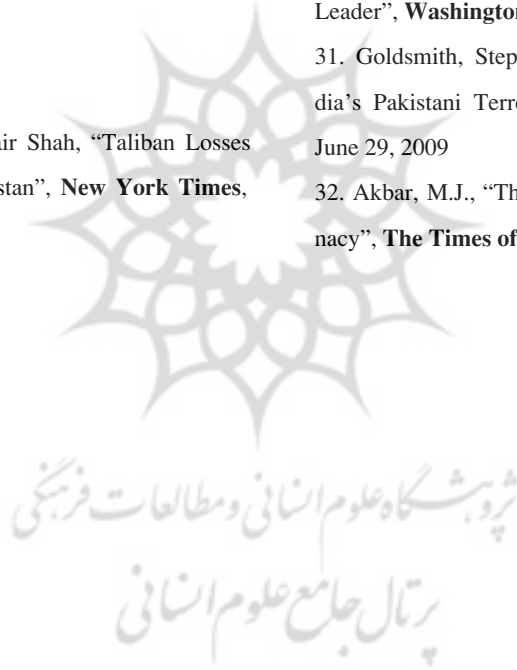 air Shah, “Taliban Losses
stan”, New York Times,
Leader”, Washington
31. Goldsmith, Step
dia’s Pakistani Terro
June 29, 2009
32. Akbar, M.J., “Th
nacy”, The Times of
پژوهشگاه علوم انسانی و مطالعات فرهنگی
پرتال جامع علوم انسانی